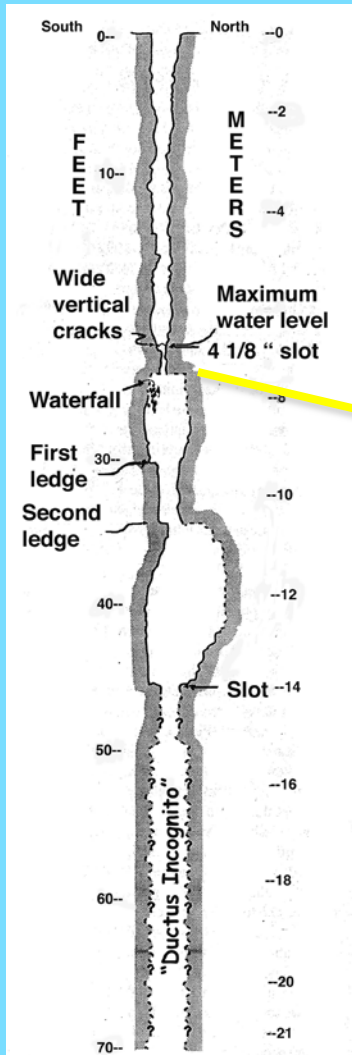 South
North
0--
--0
--2
FEET
METERS
10--
--4
Wide
vertical
cracks
Maximum
water level
4 1/8 “ slot
--8
Waterfall
30--
First
ledge
--10
Second
ledge
40--
--12
Slot
--14
?
?
50--
?
?
--16
"Ductus Incognito"
?
?
?
?
--18
60--
?
?
?
?
--20
?
?
70--
--21